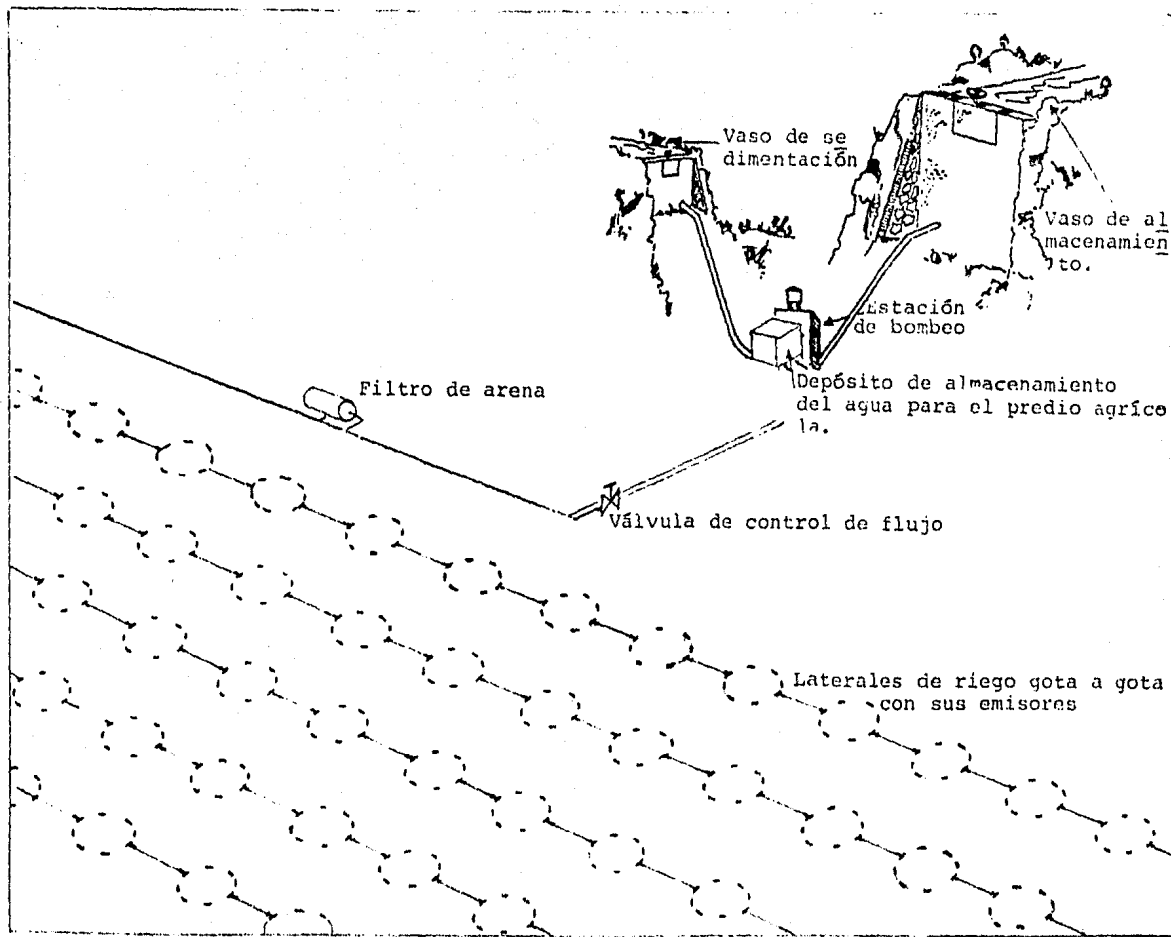 Vaso de se
dimentación
Vaso de al
macenamien
to.
Estación
de bombeo
Depósito de almacenamiento
del agua para el predio agríco
la.
Filtro de arena
Válvula de control de flujo
Laterales de riego gota a gota
con sus emisores